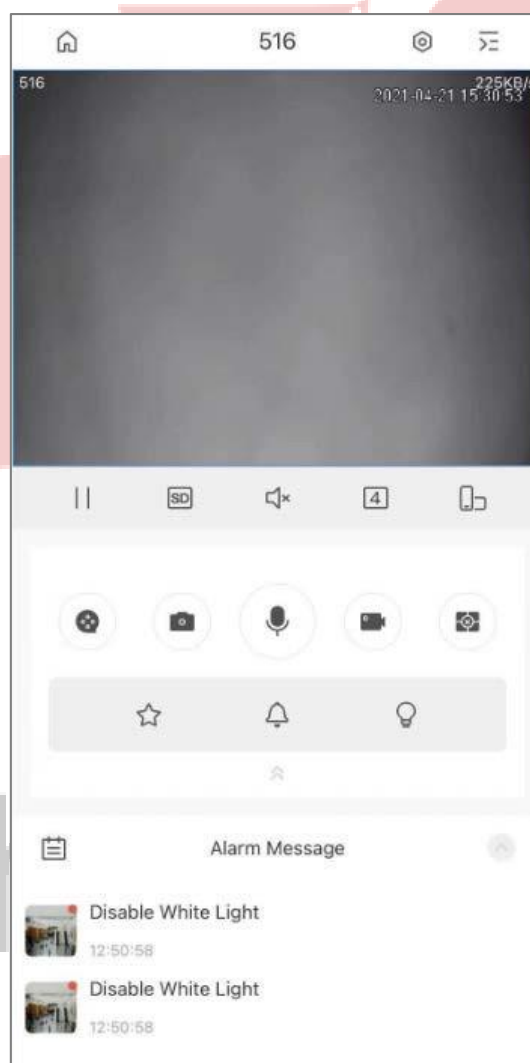 516
516
225KB/s
2021-04-21 15:30:53
SD
4
Alarm Message
Disable White Light
12:50:58
Disable White Light
12:50:58